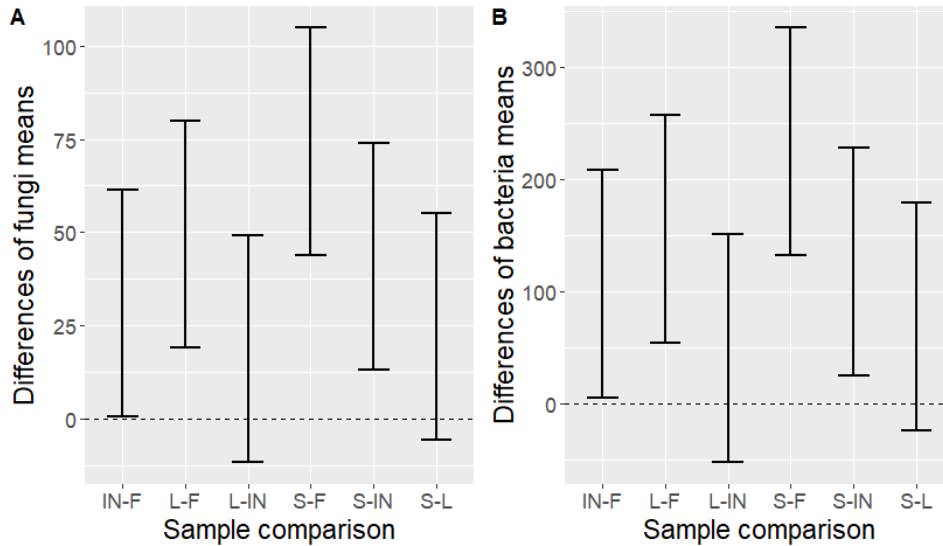 A
Differences of fungi means
100
75
50
25
0
IN-F L-F L-IN S-F S-IN S-L
Sample comparison
B
Differences of bacteria means
300
200
100
0
IN-F L-F L-IN S-F S-IN S-L
Sample comparison